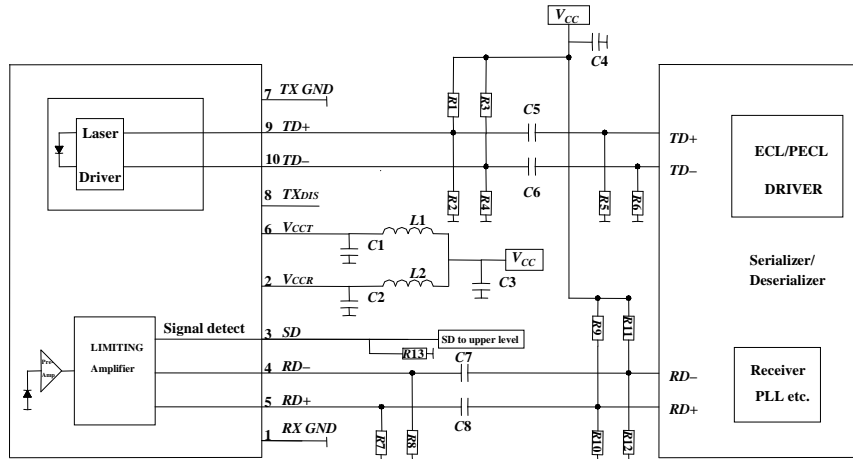 VCC
C4
7 TX GND
R1
R3
C5
Laser
Driver
9 TD+
TD+
10 TD–
TD–
C6
ECL/PECL
DRIVER
8 TXDIS
R2
R4
R5
R6
6 VCCT
C1
L1
VCC
C3
Serializer/
Deserializer
2 VCCR
C2
L2
Signal detect
3 SD
SD to upper level
R13
R9
R11
LIMITING
Amplifier
Pre-
Amp
C7
4 RD–
RD–
Receiver
PLL etc.
5 RD+
RD+
C8
1 RX GND
R7
R8
R10
R12